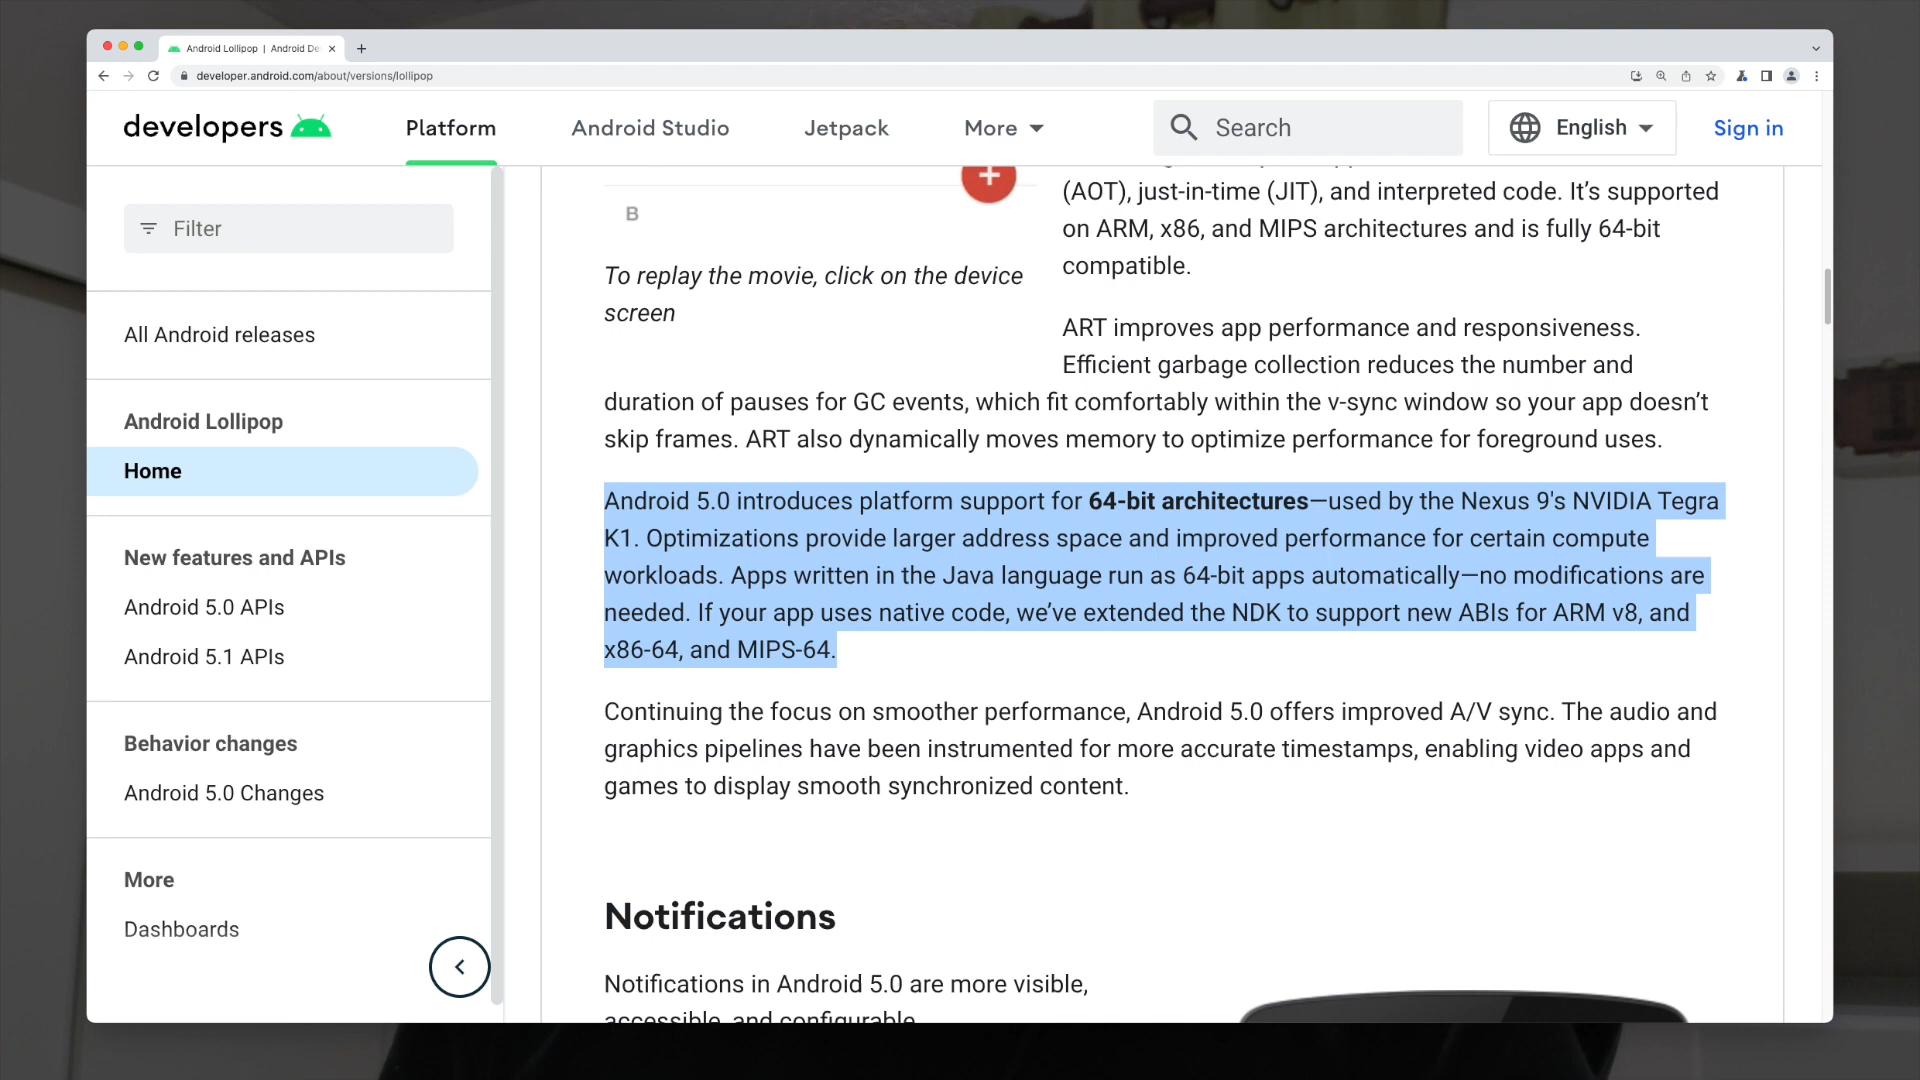 Android Lollipop | Android De
developer.android.com/about/versions/lollipop
developers
Platform
Android Studio
Jetpack
More
Search
English
Sign in
Filter
All Android releases
Android Lollipop
Home
New features and APIs
Android 5.0 APIs
Android 5.1 APIs
Behavior changes
Android 5.0 Changes
More
Dashboards
B
To replay the movie, click on the device
screen
(AOT), just-in-time (JIT), and interpreted code. It’s supported
on ARM, x86, and MIPS architectures and is fully 64-bit
compatible.
ART improves app performance and responsiveness.
Efficient garbage collection reduces the number and
duration of pauses for GC events, which fit comfortably within the v-sync window so your app doesn’t
skip frames. ART also dynamically moves memory to optimize performance for foreground uses.
Android 5.0 introduces platform support for 64-bit architectures—used by the Nexus 9's NVIDIA Tegra
K1. Optimizations provide larger address space and improved performance for certain compute
workloads. Apps written in the Java language run as 64-bit apps automatically—no modifications are
needed. If your app uses native code, we’ve extended the NDK to support new ABIs for ARM v8, and
x86-64, and MIPS-64.
Continuing the focus on smoother performance, Android 5.0 offers improved A/V sync. The audio and
graphics pipelines have been instrumented for more accurate timestamps, enabling video apps and
games to display smooth synchronized content.
Notifications
Notifications in Android 5.0 are more visible,
accessible, and configurable.